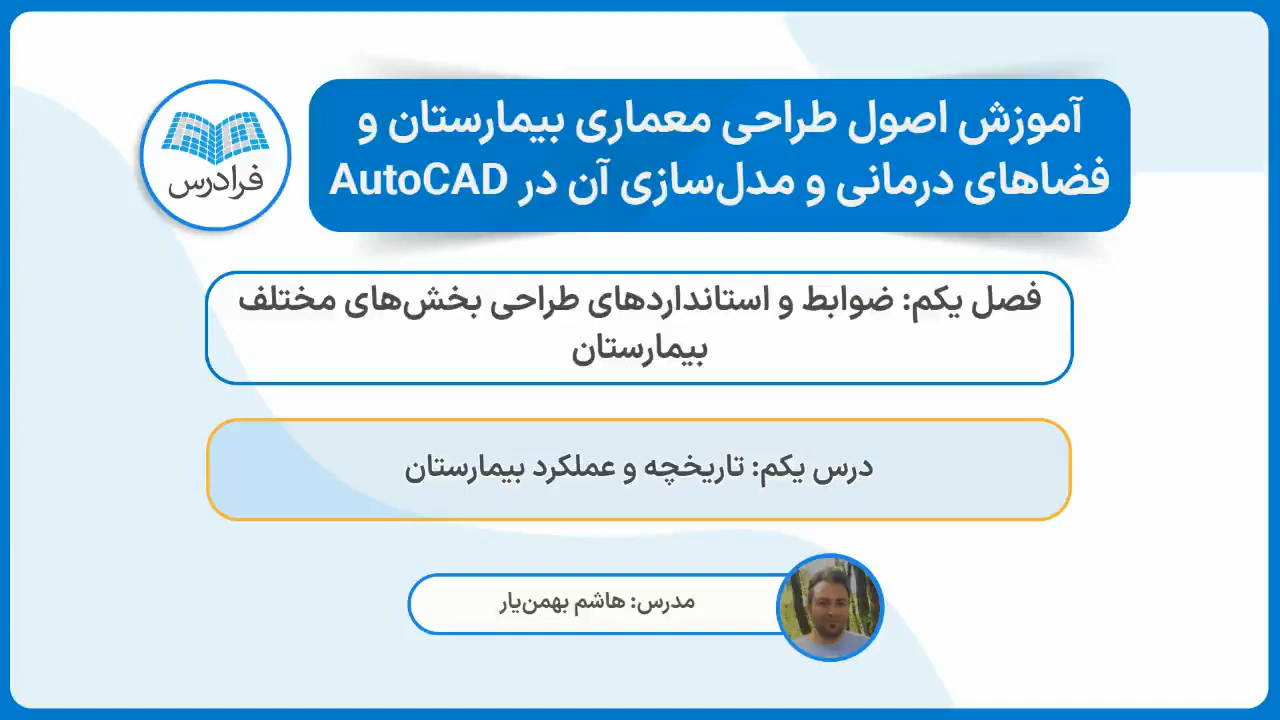 آموزش اصول طراحی معماری بیمارستان و
فضاهای درمانی و مدل‌سازی آن در AutoCAD
فرادرس
فصل یکم: ضوابط و استانداردهای طراحی بخش‌های مختلف
بیمارستان
درس یکم: تاریخچه و عملکرد بیمارستان
مدرس: هاشم بهمن‌یار